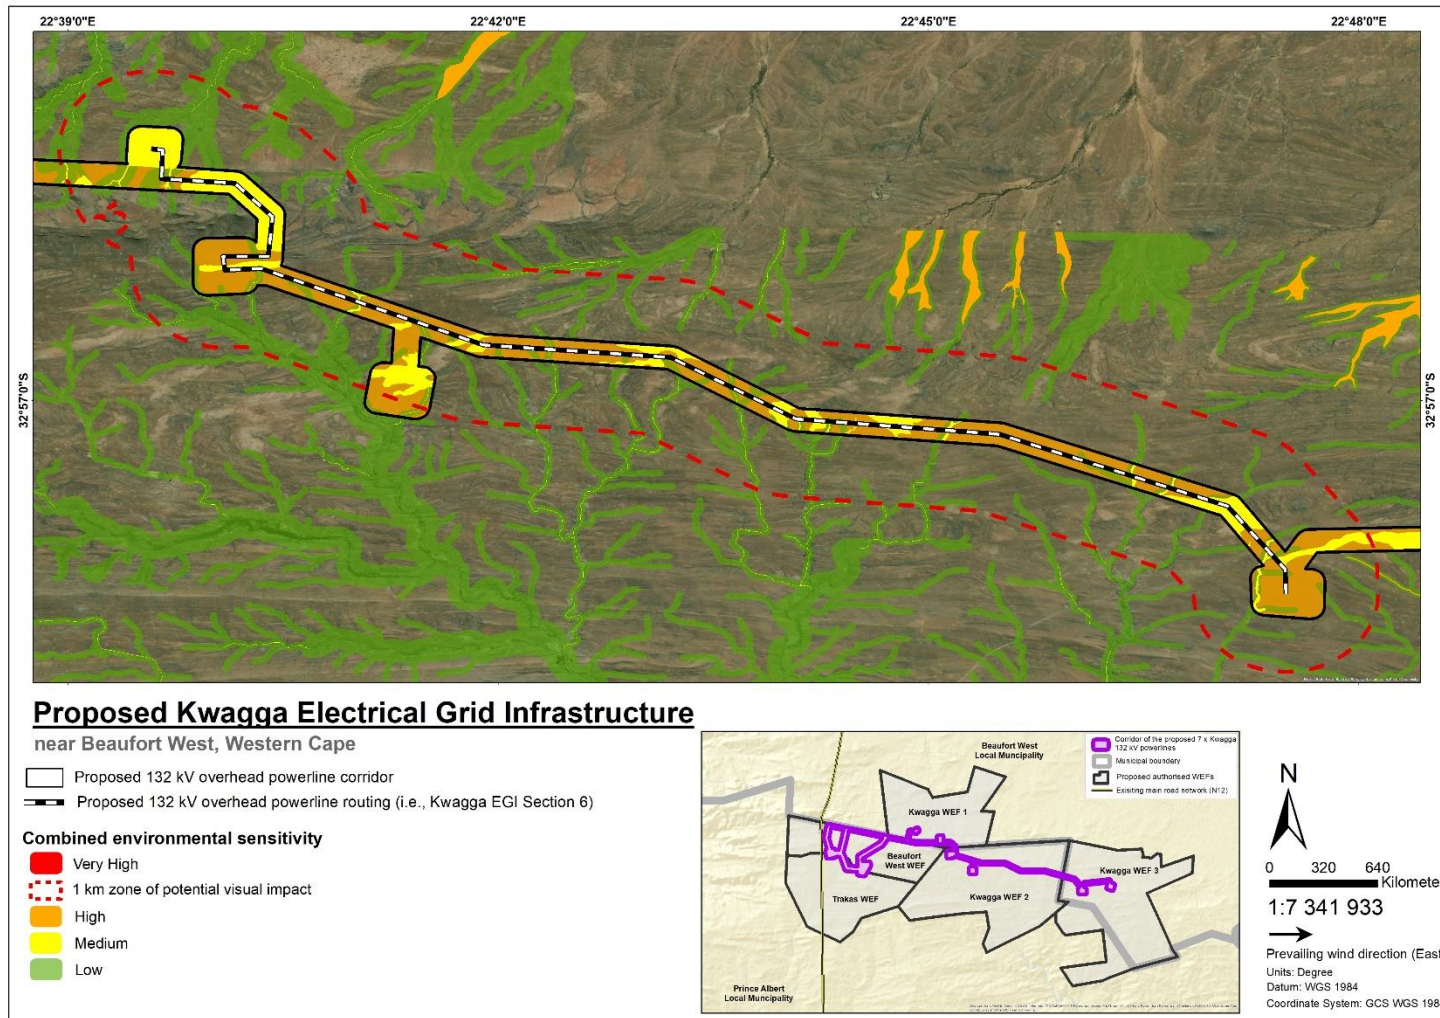 22°39'0"E 22°42'0"E 22°45'0"E 22°48'0"E
32°57'0"S
32°57'0"S
Proposed Kwagga Electrical Grid Infrastructure
near Beaufort West, Western Cape
Proposed 132 kV overhead powerline corridor
Proposed 132 kV overhead powerline routing (i.e., Kwagga EGI Section 6)
Combined environmental sensitivity
Very High
1 km zone of potential visual impact
High
Medium
Low
Beaufort West
Local Municipality
Corridor of the proposed 7 x Kwagga
132 kV powerlines
Municipal boundary
Proposed authorised WEFs
Exisiting main road network (N12)
Kwagga WEF 1
Beaufort
West WEF
Kwagga WEF 3
Trakas WEF
Kwagga WEF 2
Prince Albert
Local Muncipality
N
0 320 640
Kilomete
1:7 341 933
Prevailing wind direction (East
Units: Degree
Datum: WGS 1984
Coordinate System: GCS WGS 198